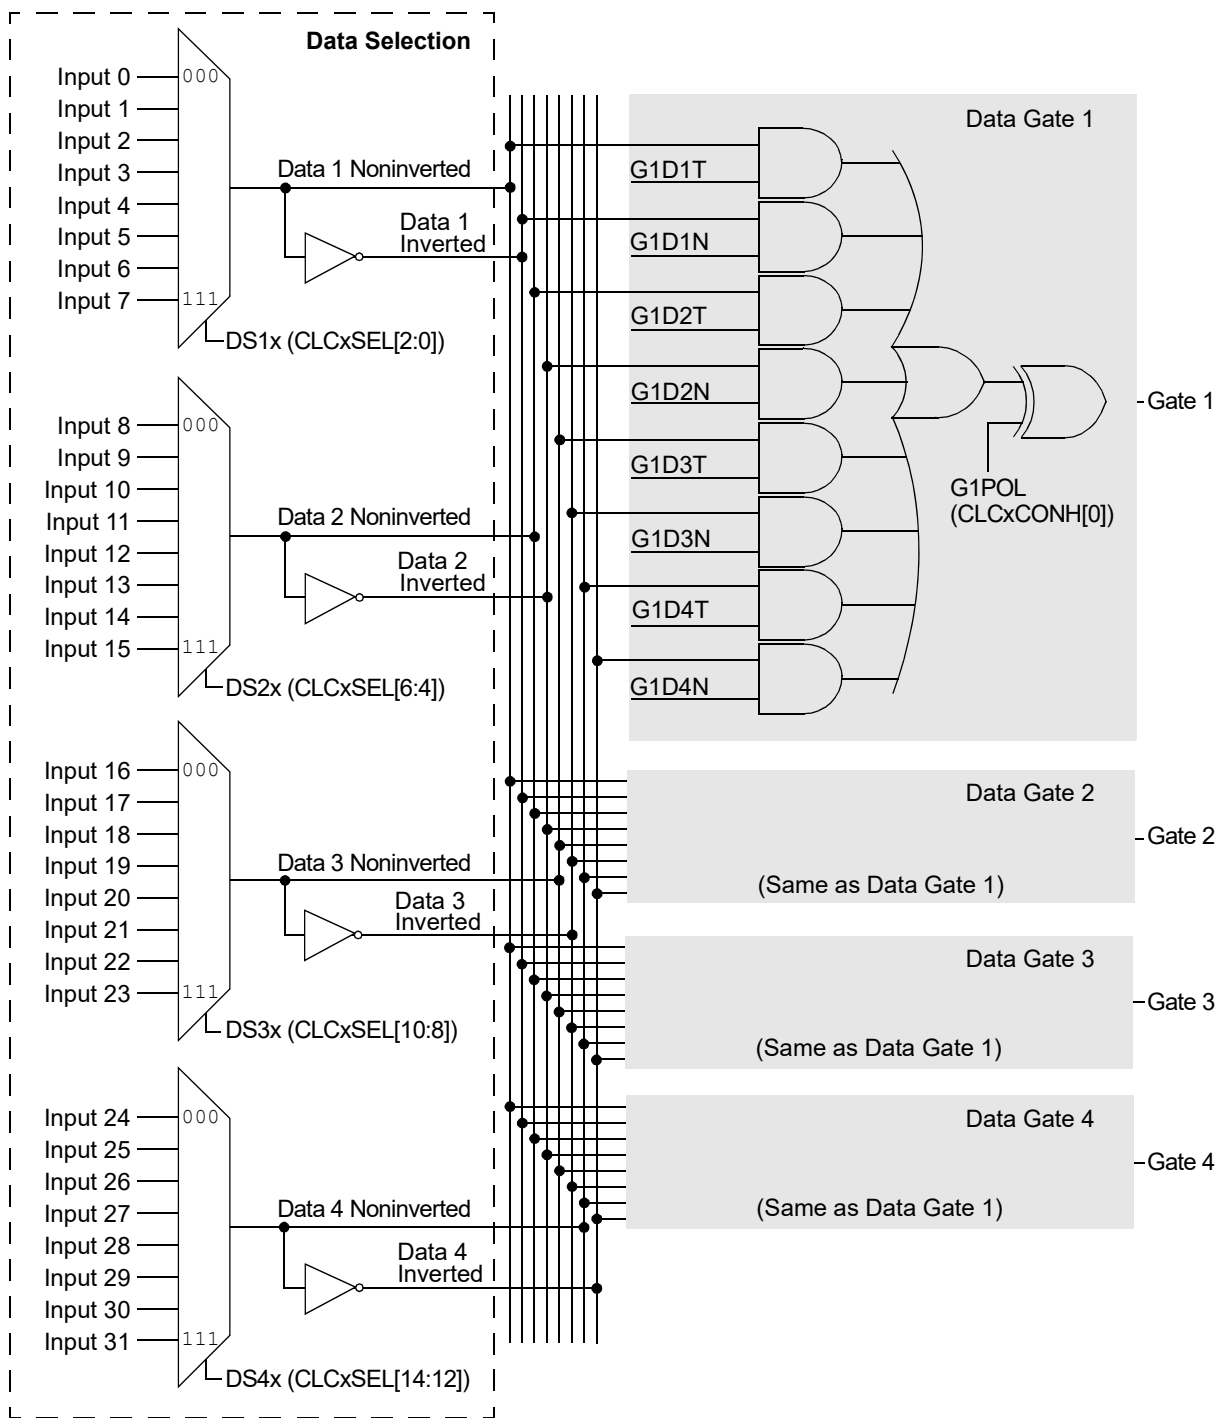 Data Selection
Input 0
000
Input 1
Input 2
Input 3
Input 4
Input 5
Input 6
Input 7
111
DS1x (CLCxSEL[2:0])
Data 1 Noninverted
Data 1
Inverted
Input 8
000
Input 9
Input 10
Input 11
Input 12
Input 13
Input 14
Input 15
111
DS2x (CLCxSEL[6:4])
Data 2 Noninverted
Data 2
Inverted
Input 16
000
Input 17
Input 18
Input 19
Input 20
Input 21
Input 22
Input 23
111
DS3x (CLCxSEL[10:8])
Data 3 Noninverted
Data 3
Inverted
Input 24
000
Input 25
Input 26
Input 27
Input 28
Input 29
Input 30
Input 31
111
DS4x (CLCxSEL[14:12])
Data 4 Noninverted
Data 4
Inverted
Data Gate 1
G1D1T
G1D1N
G1D2T
G1D2N
G1D3T
G1D3N
G1D4T
G1D4N
G1POL
(CLCxCONH[0])
Gate 1
Data Gate 2
(Same as Data Gate 1)
Gate 2
Data Gate 3
(Same as Data Gate 1)
Gate 3
Data Gate 4
(Same as Data Gate 1)
Gate 4